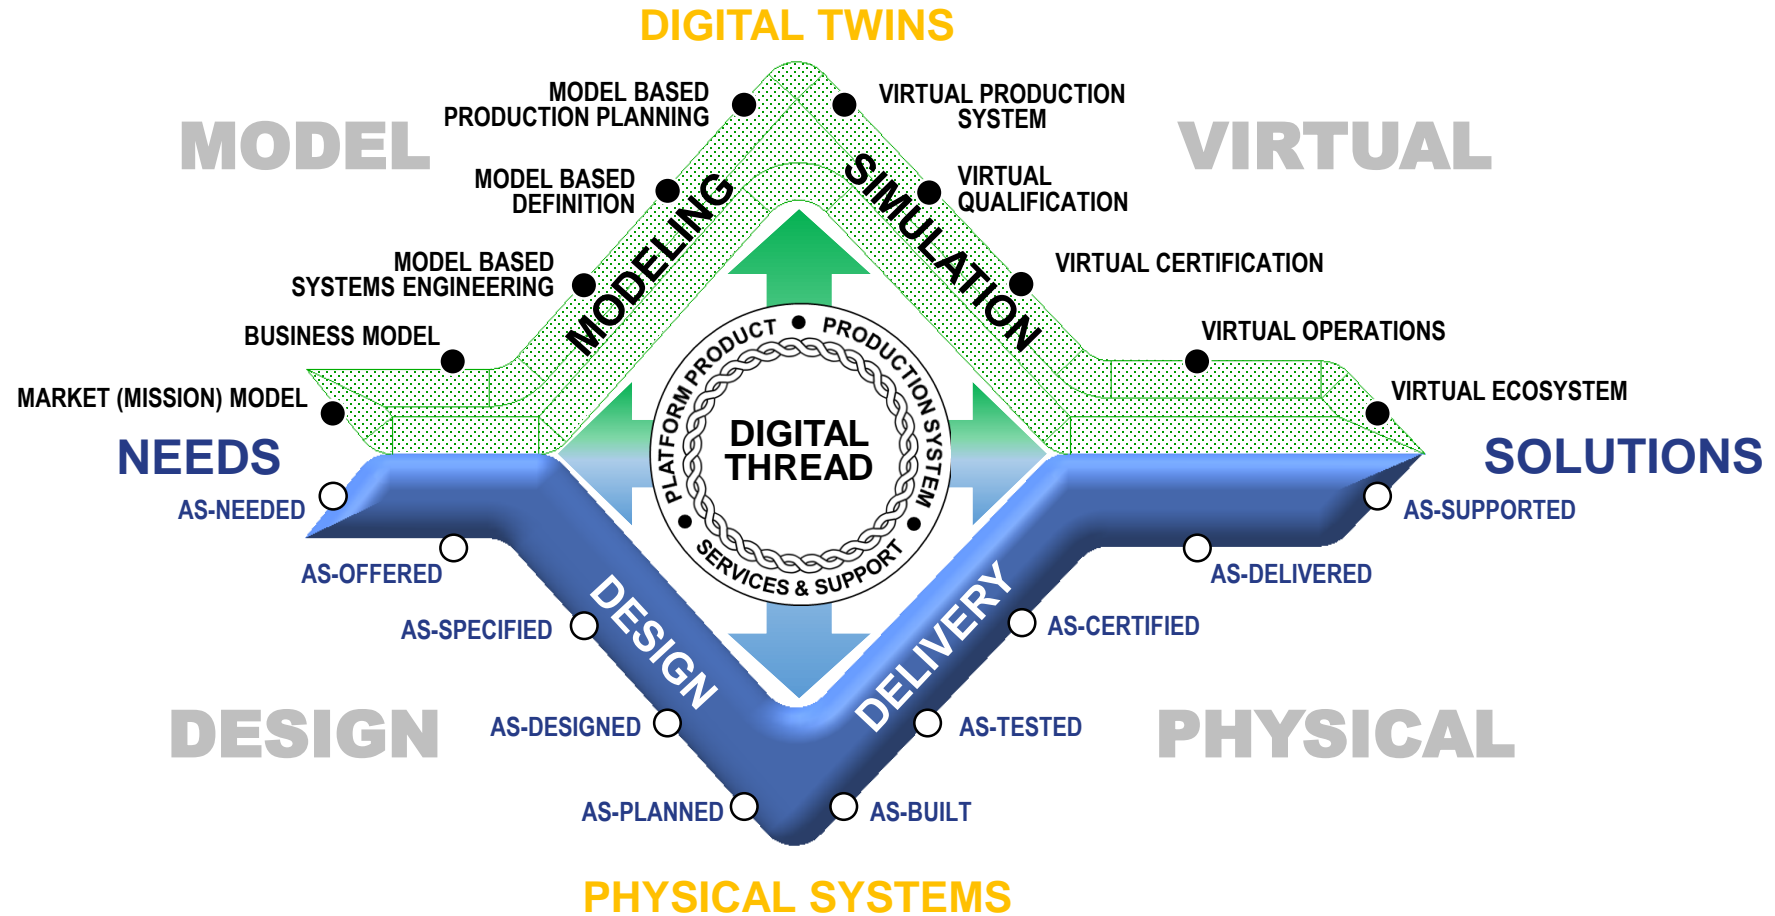 DIGITAL TWINS
MODEL
VIRTUAL
MODEL BASED
PRODUCTION PLANNING
MODEL BASED
DEFINITION
MODEL BASED
SYSTEMS ENGINEERING
BUSINESS MODEL
MARKET (MISSION) MODEL
MODELING
SIMULATION
VIRTUAL PRODUCTION
SYSTEM
VIRTUAL
QUALIFICATION
VIRTUAL CERTIFICATION
VIRTUAL OPERATIONS
VIRTUAL ECOSYSTEM
NEEDS
SOLUTIONS
PLATFORM PRODUCT
PRODUCTION SYSTEM
SERVICES & SUPPORT
DIGITAL
THREAD
AS-NEEDED
AS-OFFERED
AS-SPECIFIED
AS-DESIGNED
AS-PLANNED
DESIGN
DELIVERY
AS-SUPPORTED
AS-DELIVERED
AS-CERTIFIED
AS-TESTED
AS-BUILT
DESIGN
PHYSICAL
PHYSICAL SYSTEMS